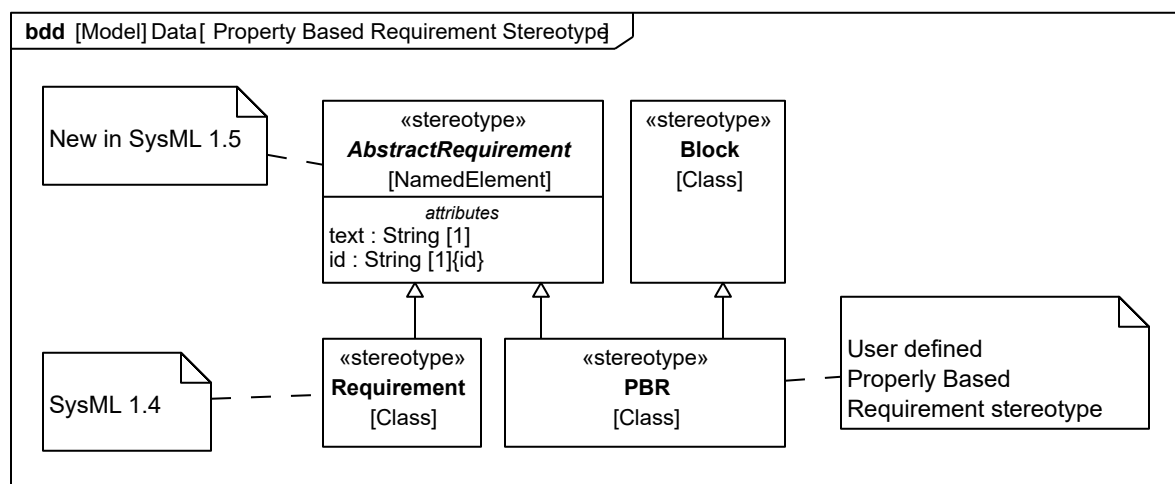 bdd [Model] Data[ Property Based Requirement Stereotype]
New in SysML 1.5
«stereotype»
AbstractRequirement
[NamedElement]
attributes
text : String [1]
id : String [1]{id}
«stereotype»
Block
[Class]
SysML 1.4
«stereotype»
Requirement
[Class]
«stereotype»
PBR
[Class]
User defined
Properly Based
Requirement stereotype